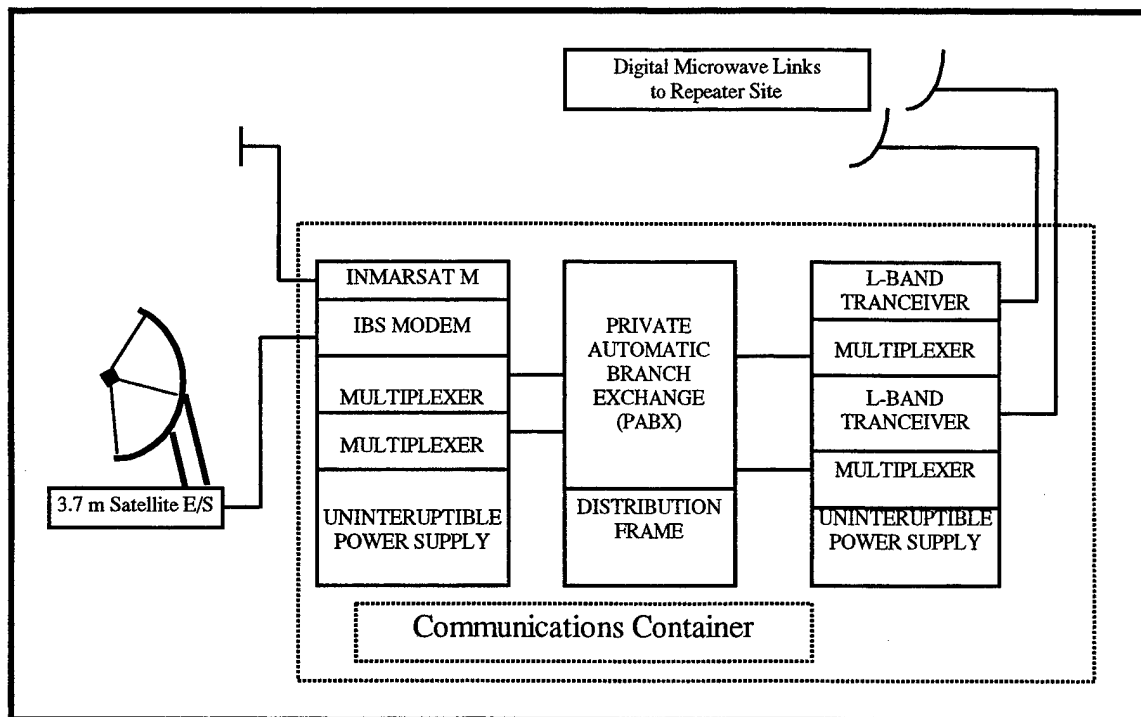 Digital Microwave Links
to Repeater Site
INMARSAT M
IBS MODEM
MULTIPLEXER
MULTIPLEXER
UNINTERUPTIBLE
POWER SUPPLY
3.7 m Satellite E/S
PRIVATE
AUTOMATIC
BRANCH
EXCHANGE
(PABX)
DISTRIBUTION
FRAME
L-BAND
TRANCEIVER
MULTIPLEXER
L-BAND
TRANCEIVER
MULTIPLEXER
UNINTERUPTIBLE
POWER SUPPLY
Communications Container